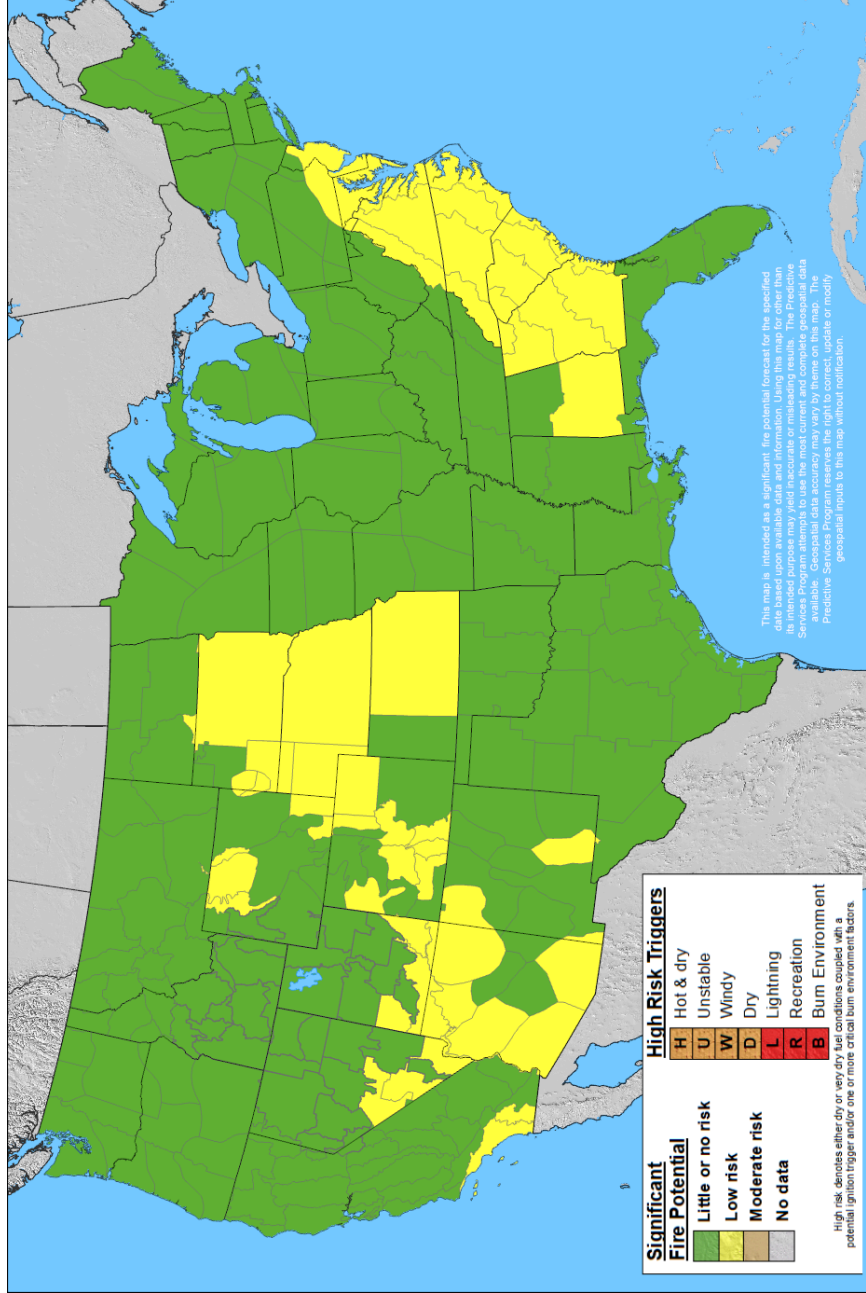 This map is intended as a significant fire potential forecast for the specified
date based upon available data and information. Using this map for other than
its intended purpose may yield inaccurate or misleading results. The Predictive
Services Program attempts to use the most current and complete geospatial data
available. Geospatial data accuracy may vary by theme on this map. The
Predictive Services Program reserves the right to correct, update or modify
geospatial inputs to this map without notification.
Significant
Fire Potential
Little or no risk
Low risk
Moderate risk
No data
High Risk Triggers
H Hot & dry
U Unstable
W Windy
D Dry
L Lightning
R Recreation
B Burn Environment
High risk denotes either dry or very dry fuel conditions coupled with a
potential ignition trigger and/or one or more critical burn environment factors.